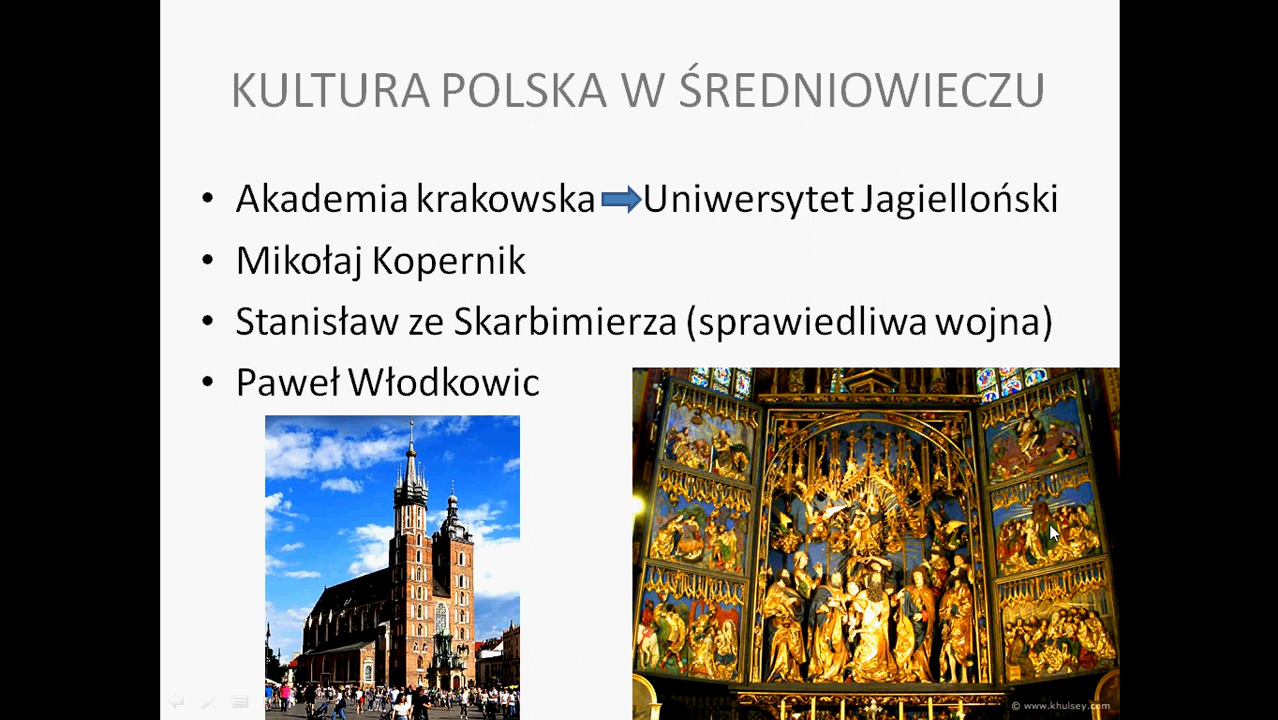 KULTURA POLSKA W ŚREDNIOWIECZU
• Akademia krakowska Uniwersytet Jagielloński
• Mikołaj Kopernik
• Stanisław ze Skarbimierza (sprawiedliwa wojna)
• Paweł Włodkowic
© www.khulsey.com